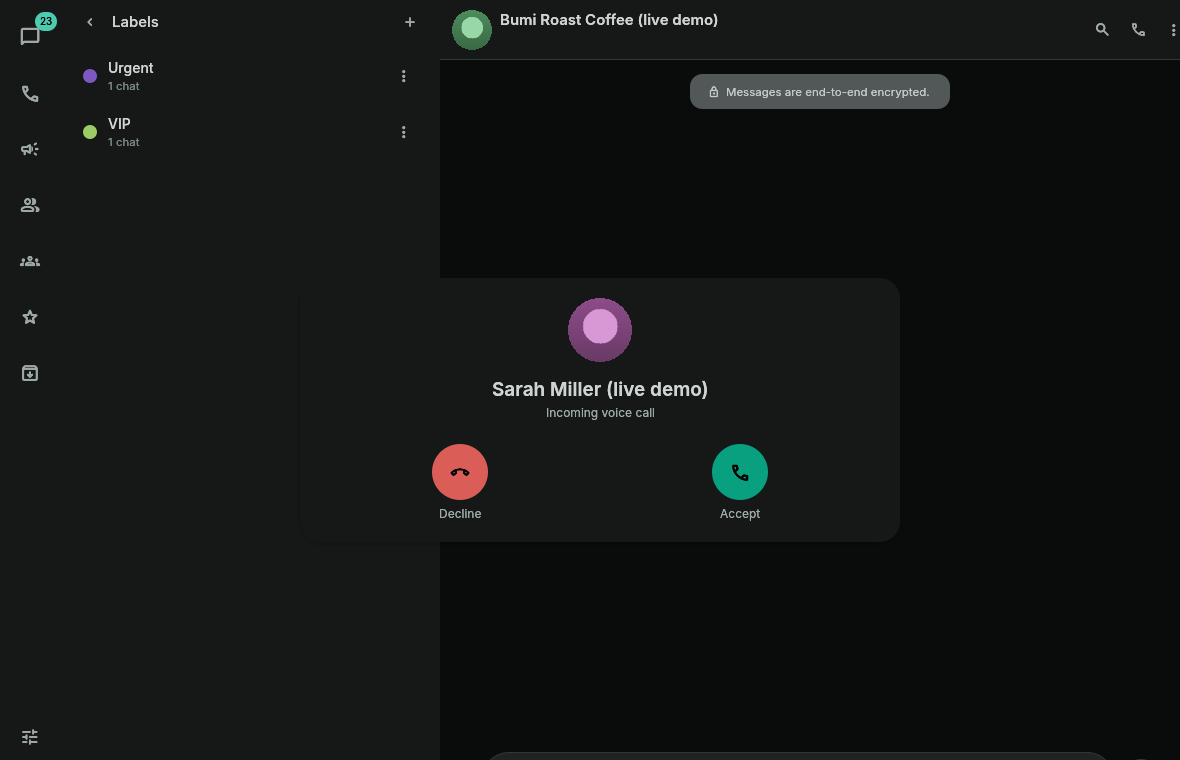 23
Labels
Urgent
1 chat
VIP
1 chat
Bumi Roast Coffee (live demo)
Messages are end-to-end encrypted.
Sarah Miller (live demo)
Incoming voice call
Decline
Accept